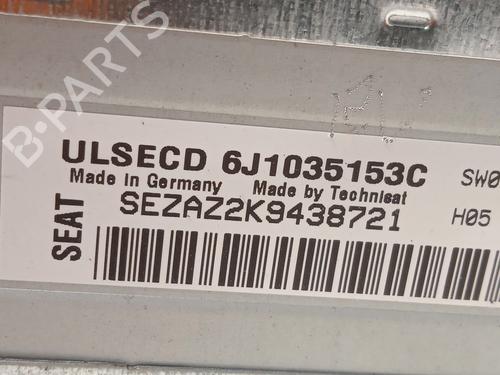 B-PARTS
ULSECD 6J1035153C SW0
Made in Germany Made by Technisat
SEZAZ2K9438721 H05
SEAT